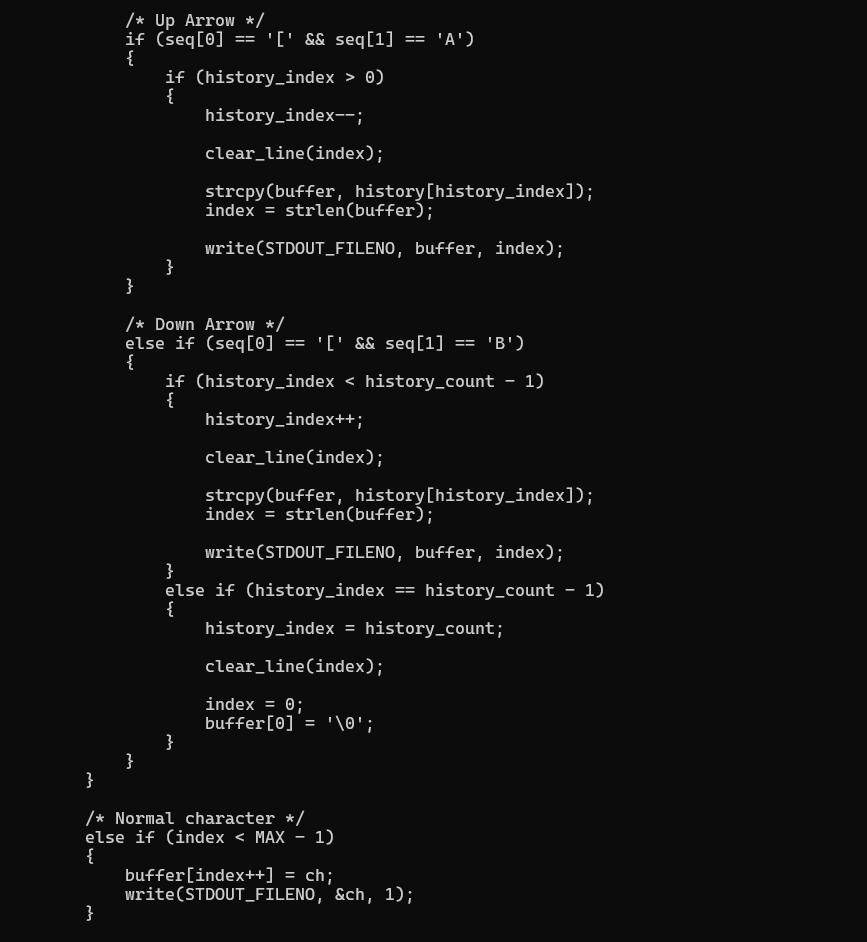 /* Up Arrow */
if (seq[0] == '[' && seq[1] == 'A')
{
if (history_index > 0)
{
history_index--;
clear_line(index);
strcpy(buffer, history[history_index]);
index = strlen(buffer);
write(STDOUT_FILENO, buffer, index);
}
}
/* Down Arrow */
else if (seq[0] == '[' && seq[1] == 'B')
{
if (history_index < history_count - 1)
{
history_index++;
clear_line(index);
strcpy(buffer, history[history_index]);
index = strlen(buffer);
write(STDOUT_FILENO, buffer, index);
}
else if (history_index == history_count - 1)
{
history_index = history_count;
clear_line(index);
index = 0;
buffer[0] = '\0';
}
}
}
/* Normal character */
else if (index < MAX - 1)
{
buffer[index++] = ch;
write(STDOUT_FILENO, &ch, 1);
}